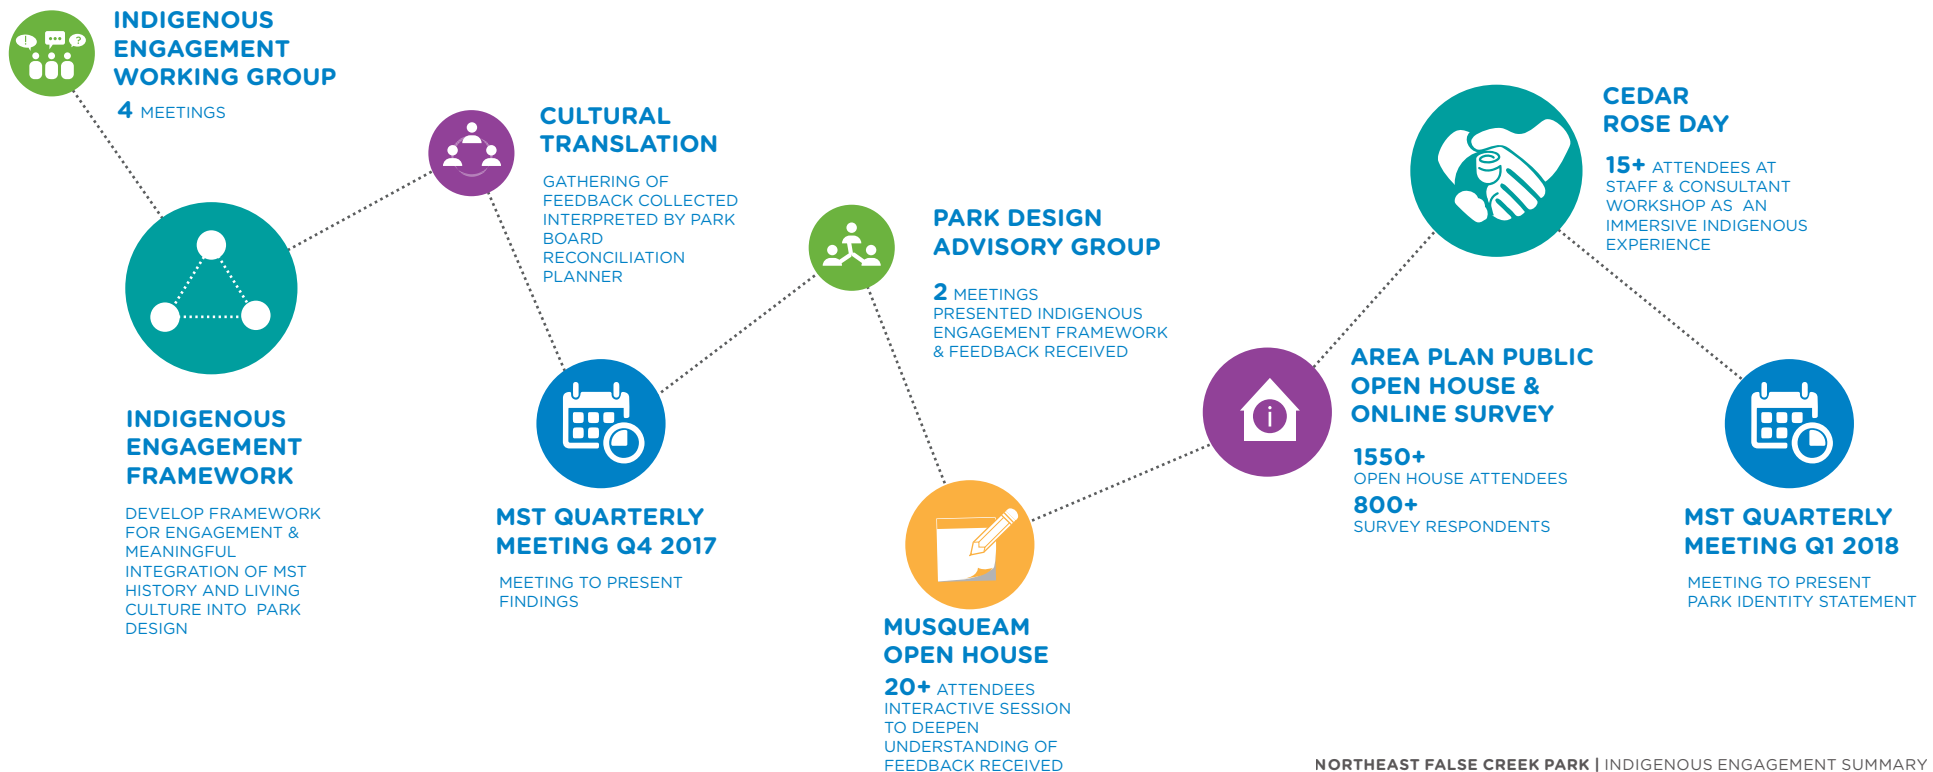 INDIGENOUS
ENGAGEMENT
WORKING GROUP
4 MEETINGS
INDIGENOUS
ENGAGEMENT
FRAMEWORK
DEVELOP FRAMEWORK
FOR ENGAGEMENT &
MEANINGFUL
INTEGRATION OF MST
HISTORY AND LIVING
CULTURE INTO PARK
DESIGN
CULTURAL
TRANSLATION
GATHERING OF
FEEDBACK COLLECTED
INTERPRETED BY PARK
BOARD
RECONCILIATION
PLANNER
MST QUARTERLY
MEETING Q4 2017
MEETING TO PRESENT
FINDINGS
PARK DESIGN
ADVISORY GROUP
2 MEETINGS
PRESENTED INDIGENOUS
ENGAGEMENT FRAMEWORK
& FEEDBACK RECEIVED
MUSQUEAM
OPEN HOUSE
20+ ATTENDEES
INTERACTIVE SESSION
TO DEEPEN
UNDERSTANDING OF
FEEDBACK RECEIVED
AREA PLAN PUBLIC
OPEN HOUSE &
ONLINE SURVEY
1550+
OPEN HOUSE ATTENDEES
800+
SURVEY RESPONDENTS
CEDAR
ROSE DAY
15+ ATTENDEES AT
STAFF & CONSULTANT
WORKSHOP AS AN
IMMERSIVE INDIGENOUS
EXPERIENCE
MST QUARTERLY
MEETING Q1 2018
MEETING TO PRESENT
PARK IDENTITY STATEMENT
NORTHEAST FALSE CREEK PARK | INDIGENOUS ENGAGEMENT SUMMARY